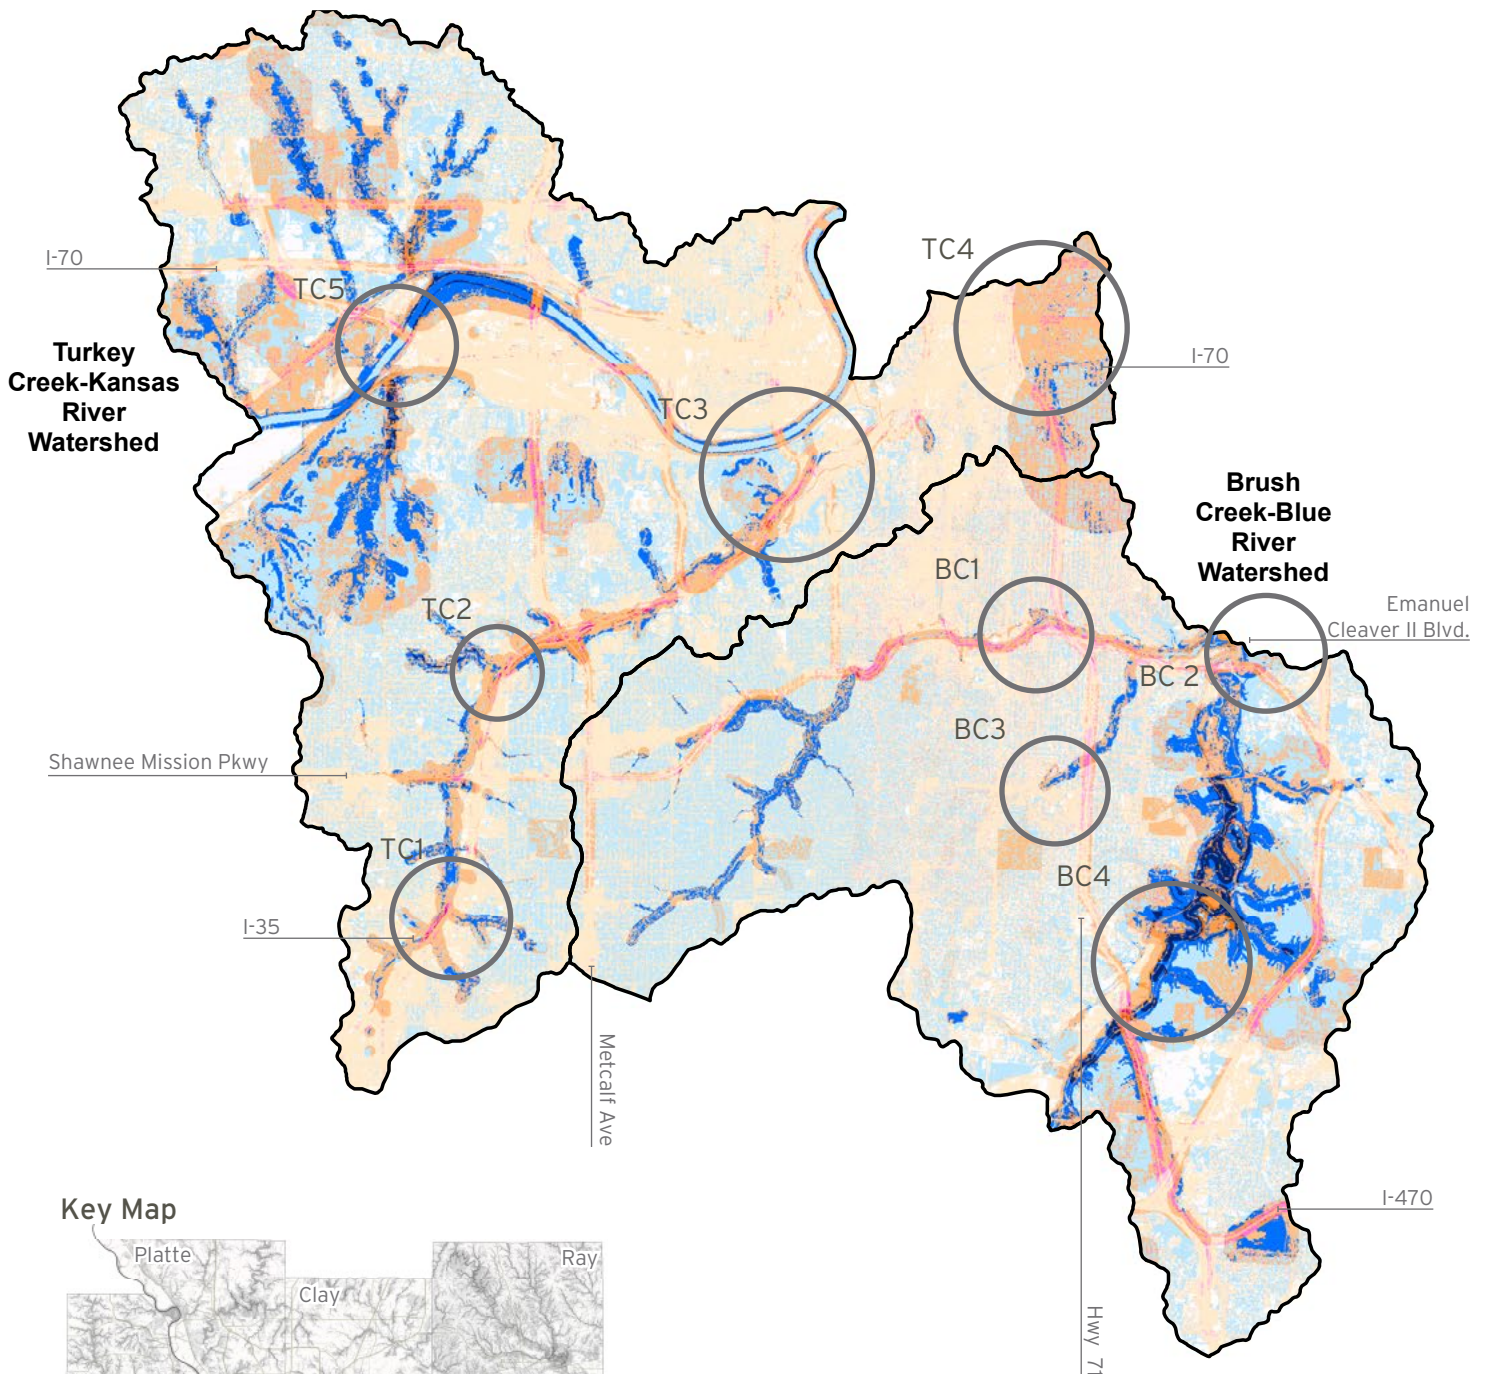 TC4
I-70
TC5
I-70
Turkey
Creek-Kansas
River
Watershed
TC3
Brush
Creek-Blue
River
Watershed
BC1
Emanuel
Cleaver II Blvd.
TC2
BC 2
BC3
Shawnee Mission Pkwy
TC1
BC4
I-35
Metcalf Ave
I-470
Hwy 71
Key Map
Platte
Ray
Clay